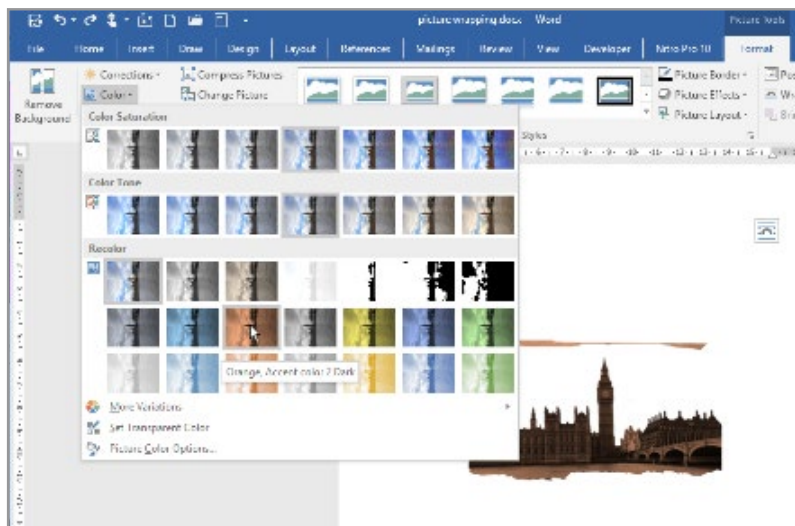 picture wrapping.docx Word Picture Tools
File Home Insert Draw Design Layout References Mailings Review View Developer Nitro Pro 10 Format
Remove Background
Corrections
Color
Compress Pictures
Change Picture
Picture Border
Picture Effects
Picture Layout
Styles
Color Saturation
Color Tone
Recolor
Orange, Accent color 2 Dark
More Variations
Set Transparent Color
Picture Color Options...